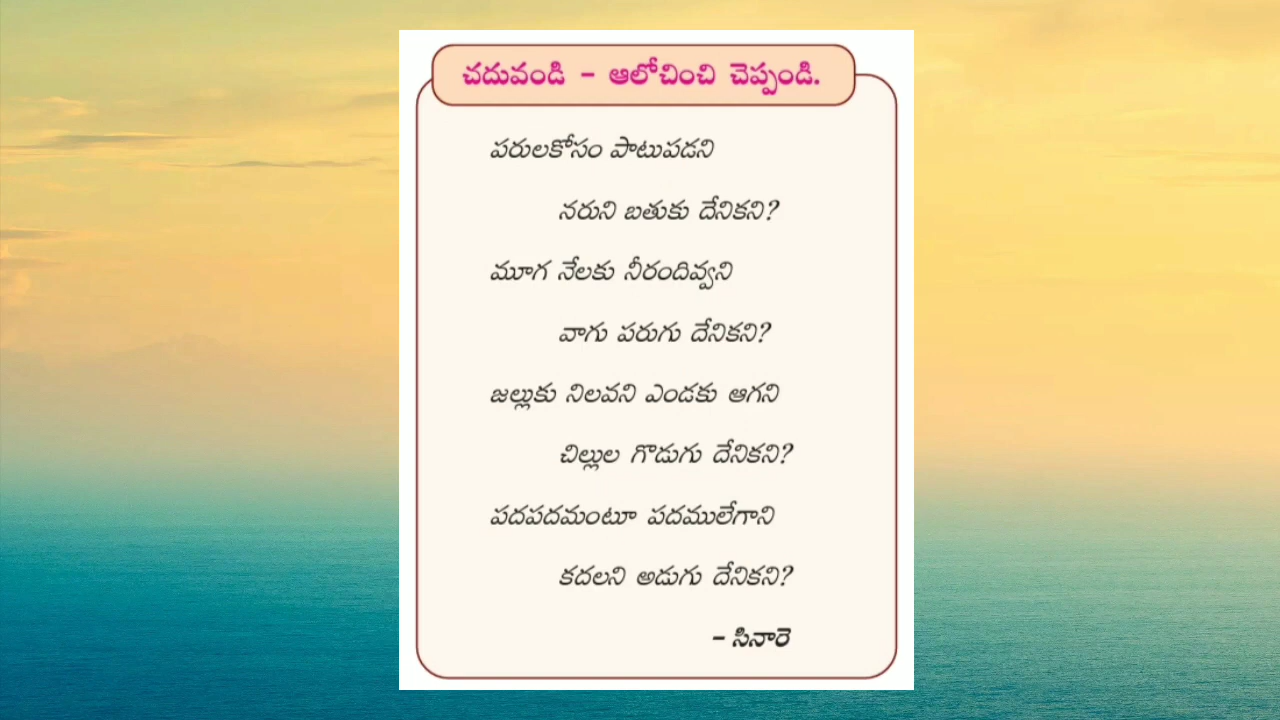 చదువండి - ఆలోచించి చెప్పండి.
పరులకోసం పాటుపడని
నరుని బతుకు దేనికని?
మూగ నేలకు నీరందివ్వని
వాగు పరుగు దేనికని?
జల్లుకు నిలవని ఎండకు ఆగని
చిల్లుల గొడుగు దేనికని?
పదపదమంటూ పదములేగాని
కదలని అడుగు దేనికని?
- సినారె